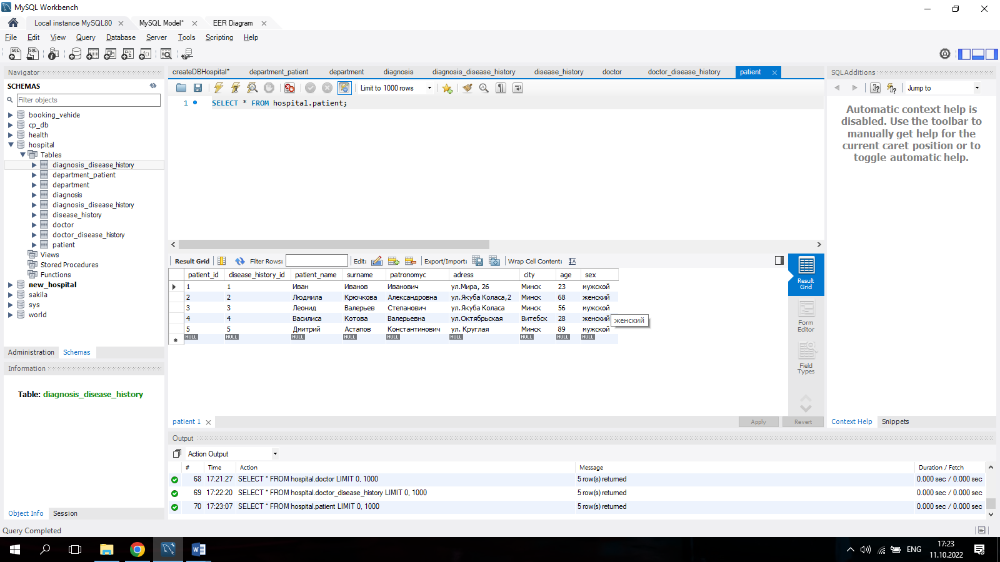 MySQL Workbench
Local instance MySQL80 MySQL Model* EER Diagram
File Edit View Query Database Server Tools Scripting Help
Navigator
SCHEMAS
Filter objects
booking_vehide
cp_db
health
hospital
Tables
diagnosis_disease_history
department_patient
department
diagnosis
diagnosis_disease_history
disease_history
doctor
doctor_disease_history
patient
Views
Stored Procedures
Functions
new_hospital
sakila
sys
world
Administration Schemas
Information
Table: diagnosis_disease_history
Object Info Session
createDBHospital* department_patient department diagnosis diagnosis_disease_history disease_history doctor doctor_disease_history patient
Limit to 1000 rows
1 SELECT * FROM hospital.patient;
Result Grid Filter Rows: Edit: Export/Import: Wrap Cell Content:
patient_id disease_history_id patient_name surname patronomyc adress city age sex
1 1 Иван Иванов Иванович ул.Мира, 26 Минск 23 мужской
2 2 Людмила Крючкова Александровна ул.Якуба Коласа,2 Минск 68 женский
3 3 Леонид Валерьев Степанович ул.Якуба Коласа Минск 56 мужской
4 4 Василиса Котова Валерьевна ул.Октябрьская Витебск 28 женский
женский
5 5 Дмитрий Астапов Константинович ул. Круглая Минск 89 мужской
NULL NULL NULL NULL NULL NULL NULL NULL NULL
Result Grid
Form Editor
Field Types
patient 1 Apply Revert
SQLAdditions
Jump to
Automatic context help is
disabled. Use the toolbar to
manually get help for the
current caret position or to
toggle automatic help.
Context Help Snippets
Output
Action Output
# Time Action Message Duration / Fetch
68 17:21:27 SELECT * FROM hospital.doctor LIMIT 0, 1000 5 row(s) returned 0.000 sec / 0.000 sec
69 17:22:20 SELECT * FROM hospital.doctor_disease_history LIMIT 0, 1000 5 row(s) returned 0.000 sec / 0.000 sec
70 17:23:07 SELECT * FROM hospital.patient LIMIT 0, 1000 5 row(s) returned 0.000 sec / 0.000 sec
Query Completed
ENG 17:23
11.10.2022